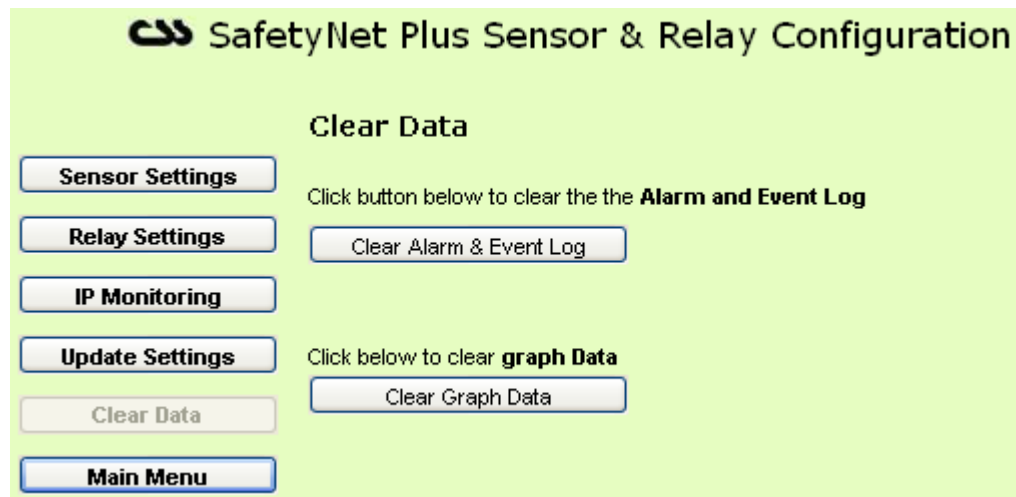 CSS SafetyNet Plus Sensor & Relay Configuration
Clear Data
Sensor Settings
Click button below to clear the the Alarm and Event Log
Relay Settings
Clear Alarm & Event Log
IP Monitoring
Update Settings
Click below to clear graph Data
Clear Graph Data
Clear Data
Main Menu